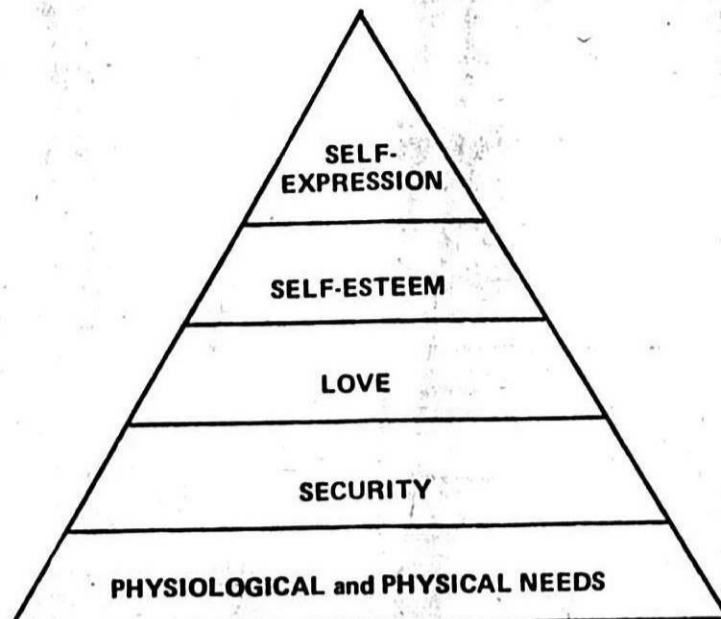 SELF-
EXPRESSION
SELF-ESTEEM
LOVE
SECURITY
PHYSIOLOGICAL and PHYSICAL NEEDS